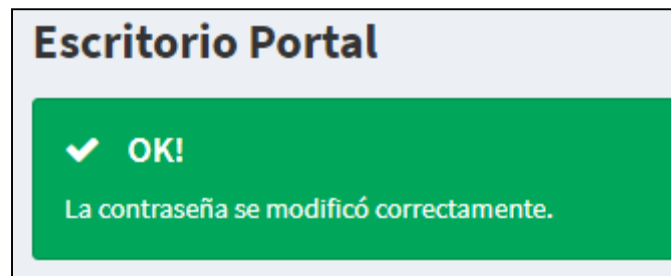 Escritorio Portal
OK!
La contraseña se modificó correctamente.